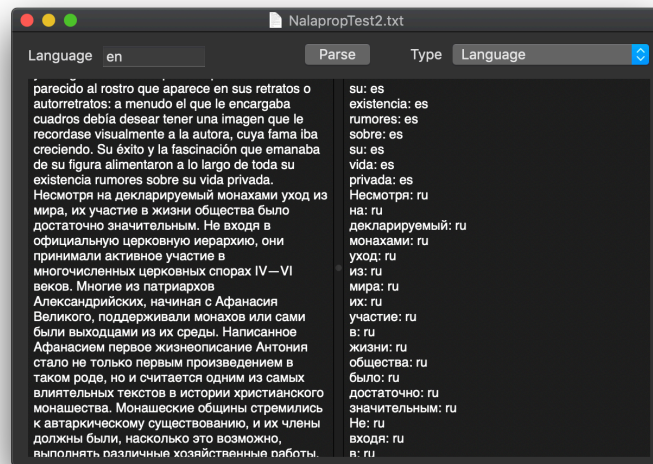 NalapropTest2.txt
Language en Parse Type Language
parecido al rostro que aparece en sus retratos o
autorretratos: a menudo el que le encargaba
cuadros debía desear tener una imagen que le
recordase visualmente a la autora, cuya fama iba
creciendo. Su éxito y la fascinación que emanaba
de su figura alimentaron a lo largo de toda su
existencia rumores sobre su vida privada.
Несмотря на декларируемый монахами уход из
мира, их участие в жизни общества было
достаточно значительным. Не входя в
официальную церковную иерархию, они
принимали активное участие в
многочисленных церковных спорах IV—VI
веков. Многие из патриархов
Александрийских, начиная с Афанасия
Великого, поддерживали монахов или сами
были выходцами из их среды. Написанное
Афанасием первое жизнеописание Антония
стало не только первым произведением в
таком роде, но и считается одним из самых
влиятельных текстов в истории христианского
монашества. Монашеские общины стремились
к автаркическому существованию, и их члены
должны были, насколько это возможно,
выполнять различные хозяйственные работы.
su: es
existencia: es
rumores: es
sobre: es
su: es
vida: es
privada: es
Несмотря: ru
на: ru
декларируемый: ru
монахами: ru
уход: ru
из: ru
мира: ru
их: ru
участие: ru
в: ru
жизни: ru
общества: ru
было: ru
достаточно: ru
значительным: ru
Не: ru
входя: ru
в: ru